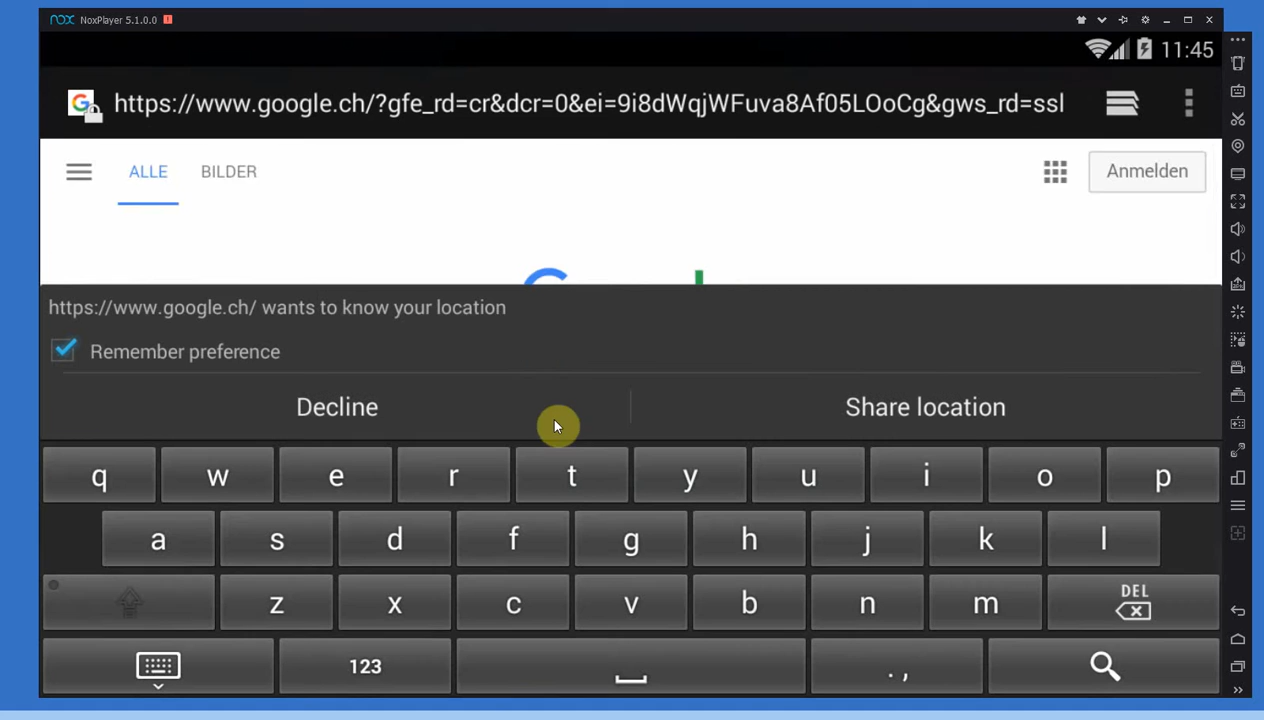 nox NoxPlayer 5.1.0.0
11:45
https://www.google.ch/?gfe_rd=cr&dcr=0&ei=9i8dWqjWFuva8Af05LOoCg&gws_rd=ssl
ALLE BILDER Anmelden
https://www.google.ch/ wants to know your location
Remember preference
Decline Share location
q w e r t y u i o p
a s d f g h j k l
z x c v b n m DEL
123 . ,